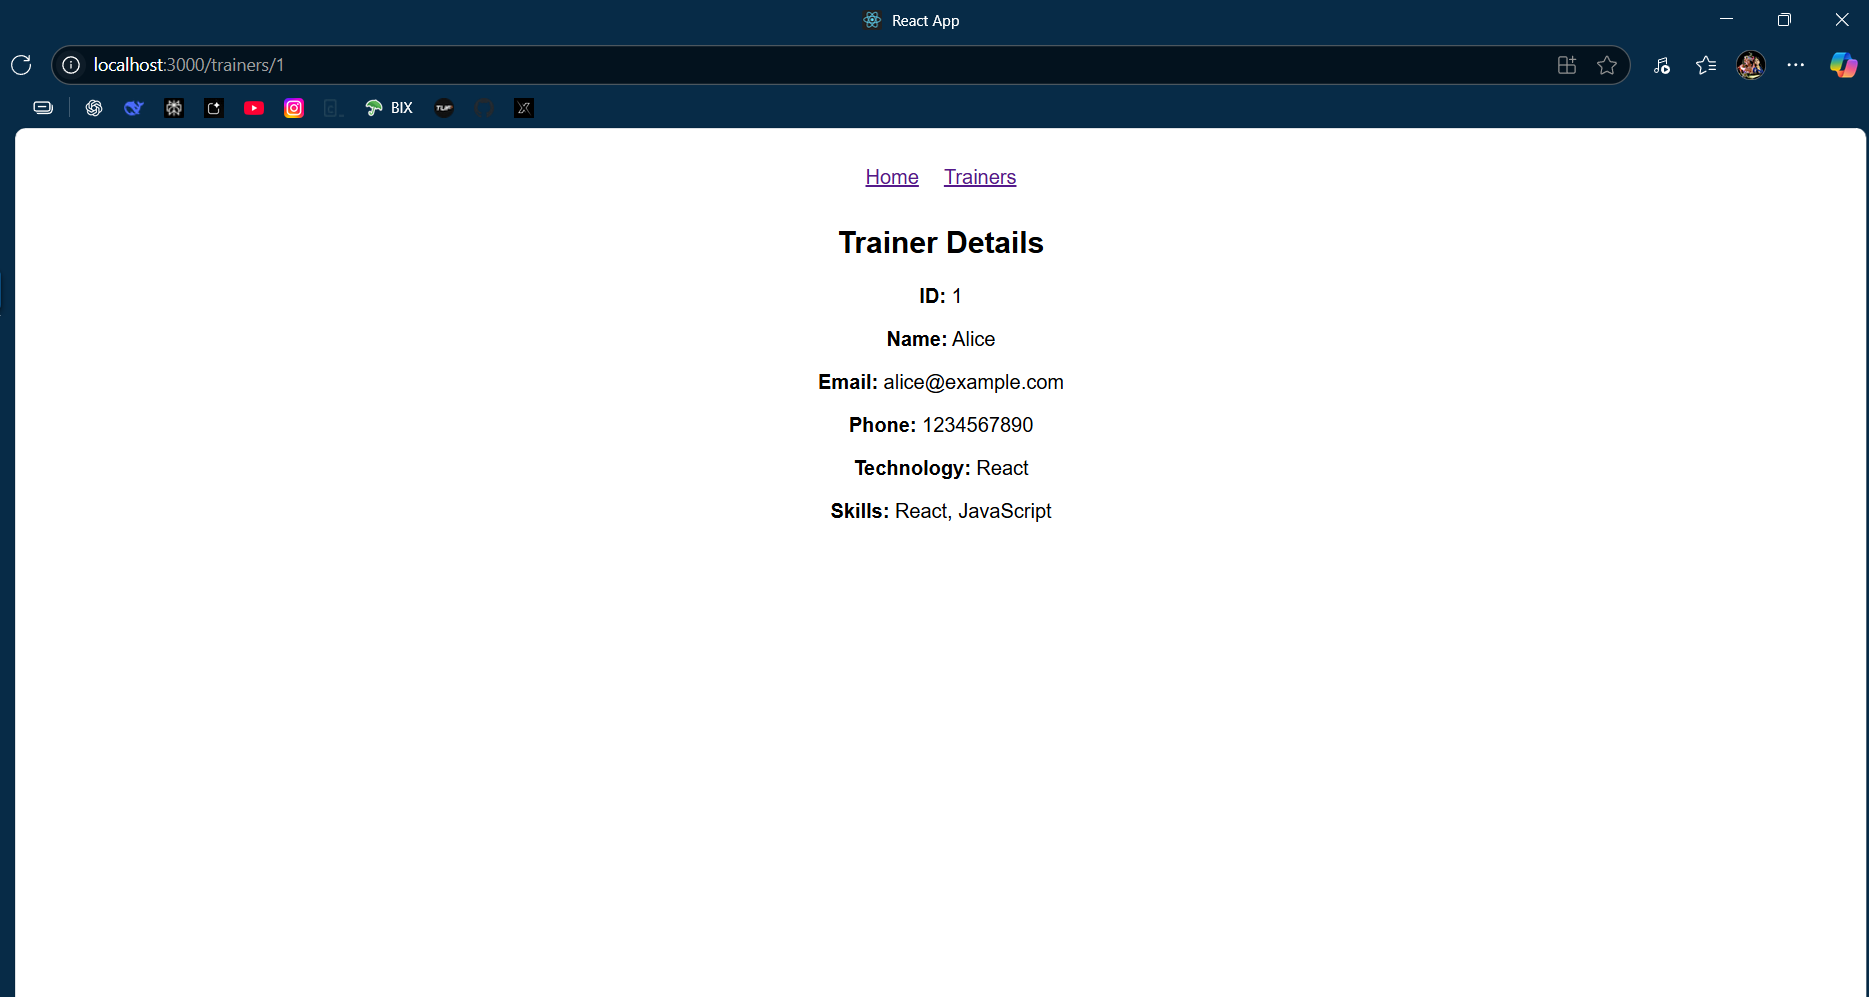 React App
localhost:3000/trainers/1
BIX
TUF
Home Trainers
Trainer Details
ID: 1
Name: Alice
Email: alice@example.com
Phone: 1234567890
Technology: React
Skills: React, JavaScript